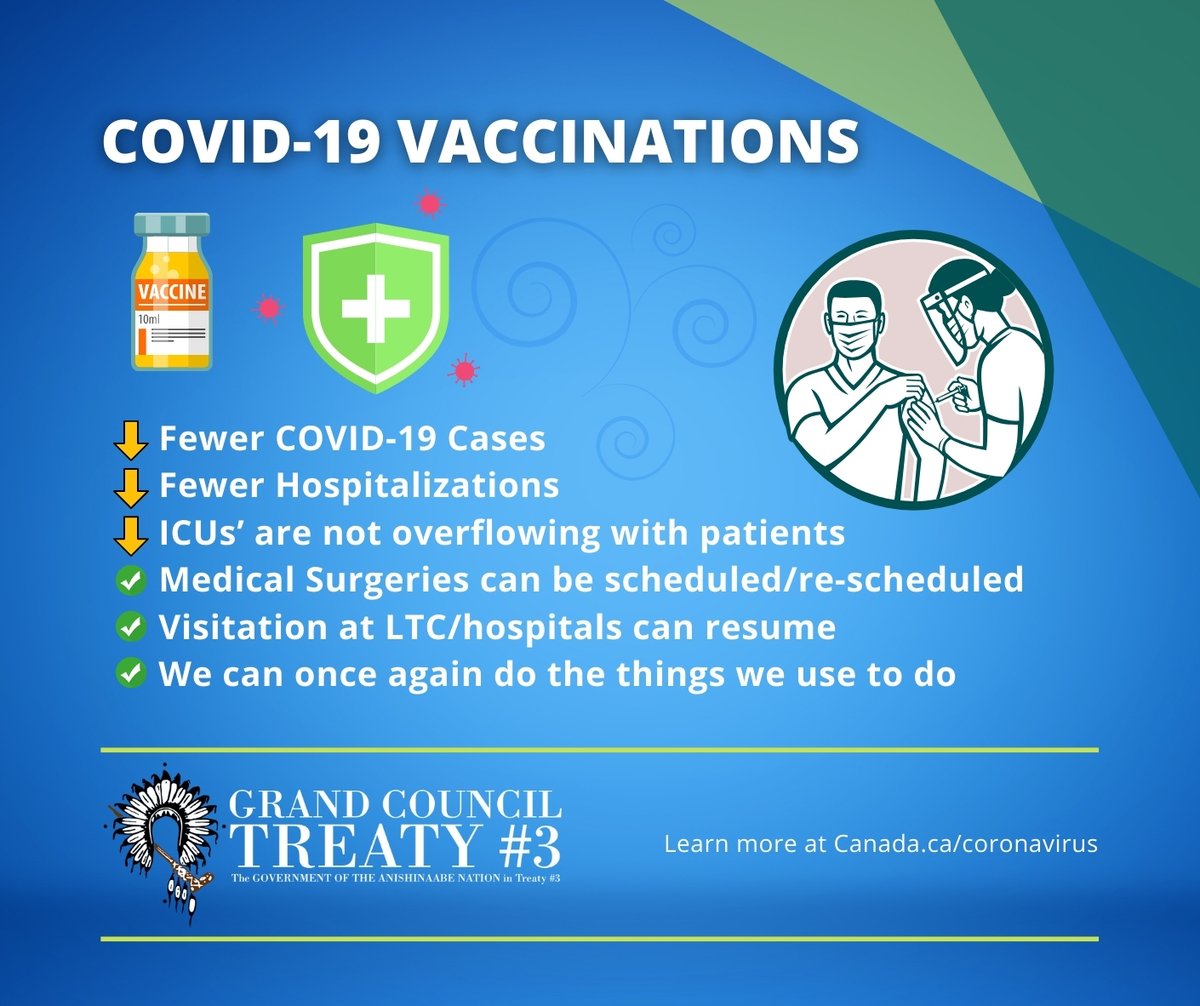 COVID-19 VACCINATIONS
VACCINE
10ml
Fewer COVID-19 Cases
Fewer Hospitalizations
ICUs’ are not overflowing with patients
Medical Surgeries can be scheduled/re-scheduled
Visitation at LTC/hospitals can resume
We can once again do the things we use to do
GRAND COUNCIL
TREATY #3
The GOVERNMENT OF THE ANISHINAABE NATION in Treaty #3
Learn more at Canada.ca/coronavirus